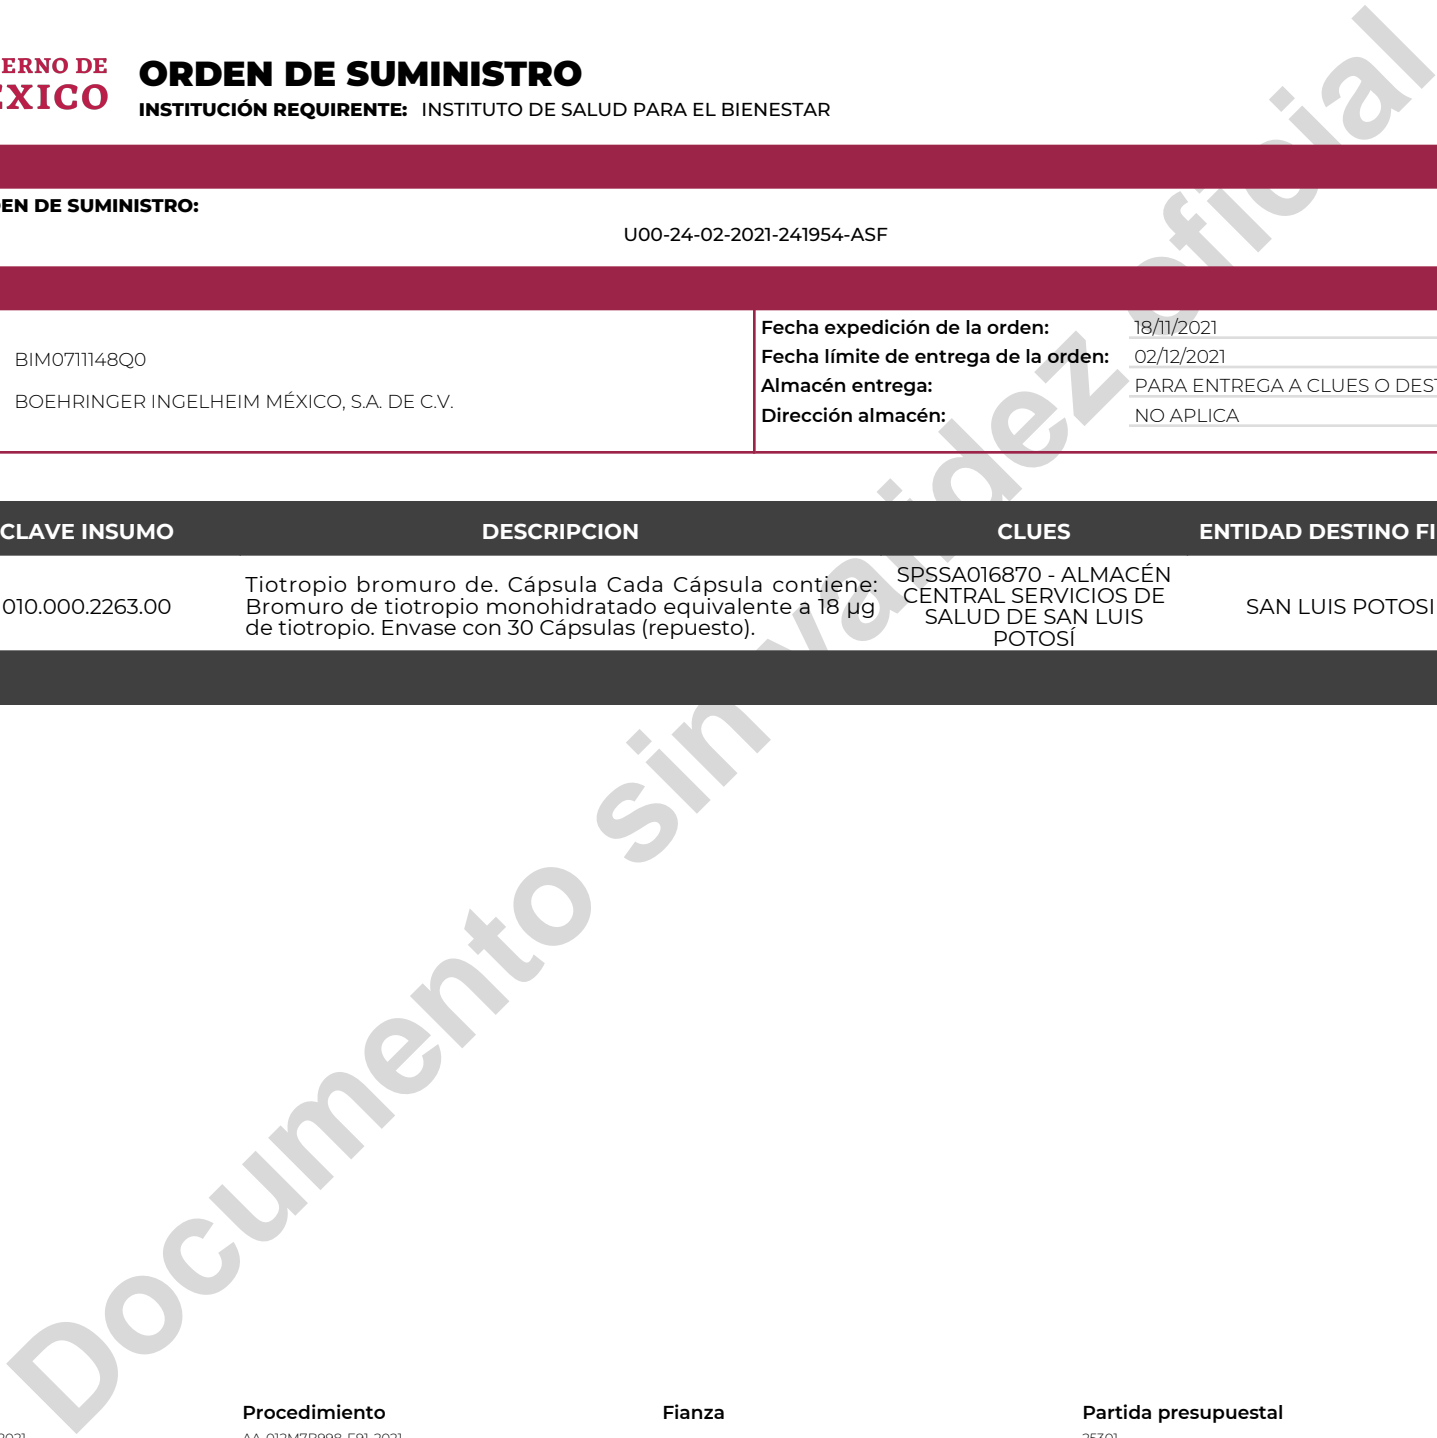 ERNO DE
ORDEN DE SUMINISTRO
INSTITUCIÓN REQUIRENTE: INSTITUTO DE SALUD PARA EL BIENESTAR
EN DE SUMINISTRO:
U00-24-02-2021-241954-ASF
BIM0711148Q0
BOEHRINGER INGELHEIM MÉXICO, S.A. DE C.V.
Fecha expedición de la orden: 18/11/2021
Fecha límite de entrega de la orden: 02/12/2021
Almacén entrega: PARA ENTREGA A CLUES O DEST
Dirección almacén: NO APLICA
CLAVE INSUMO DESCRIPCION CLUES ENTIDAD DESTINO FI
010.000.2263.00
Tiotropio bromuro de. Cápsula Cada Cápsula contiene:
Bromuro de tiotropio monohidratado equivalente a 18 µg
de tiotropio. Envase con 30 Cápsulas (repuesto).
SPSSA016870 - ALMACÉN
CENTRAL SERVICIOS DE
SALUD DE SAN LUIS
POTOSÍ
SAN LUIS POTOSI
Documento sin validez oficial
Procedimiento Fianza Partida presupuestal